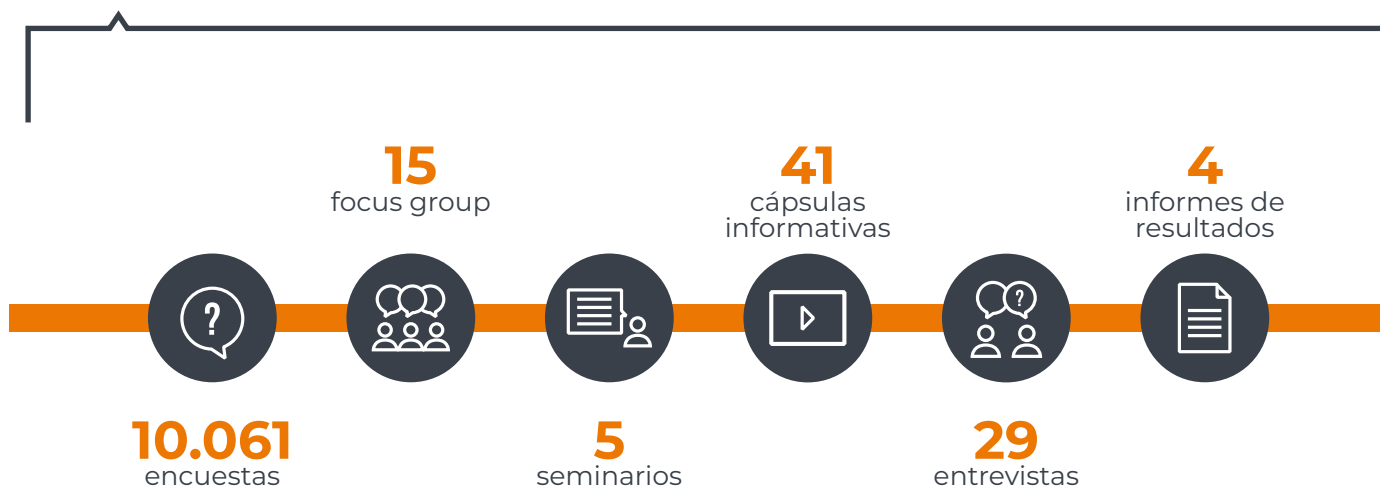 10.061
encuestas
15
focus group
5
seminarios
41
cápsulas
informativas
29
entrevistas
4
informes de
resultados
?
?